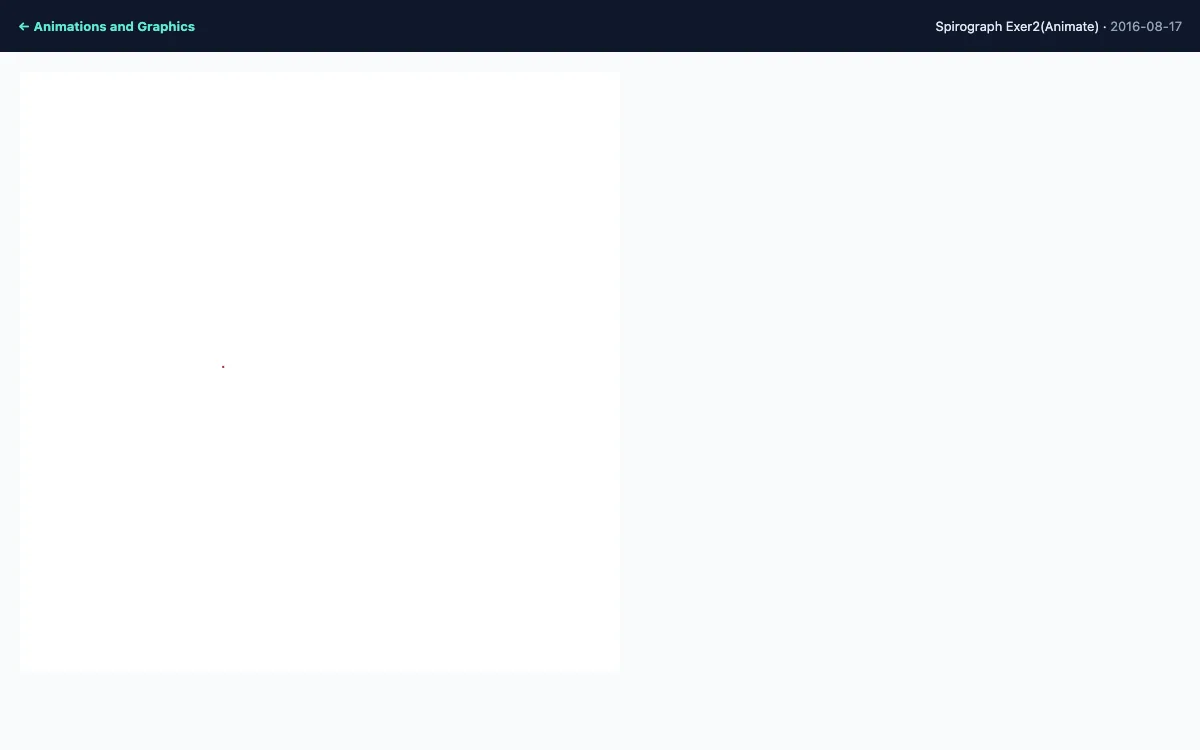 ← Animations and Graphics
Spirograph Exer2(Animate) · 2016-08-17